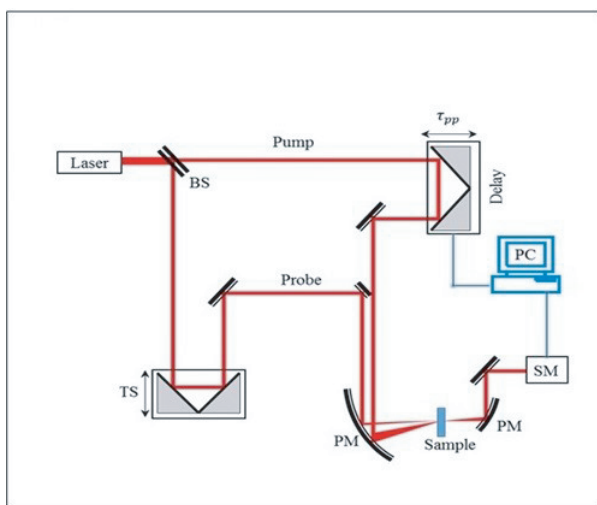 τpp
Laser
Pump
BS
Delay
PC
Probe
TS
SM
PM
Sample
PM